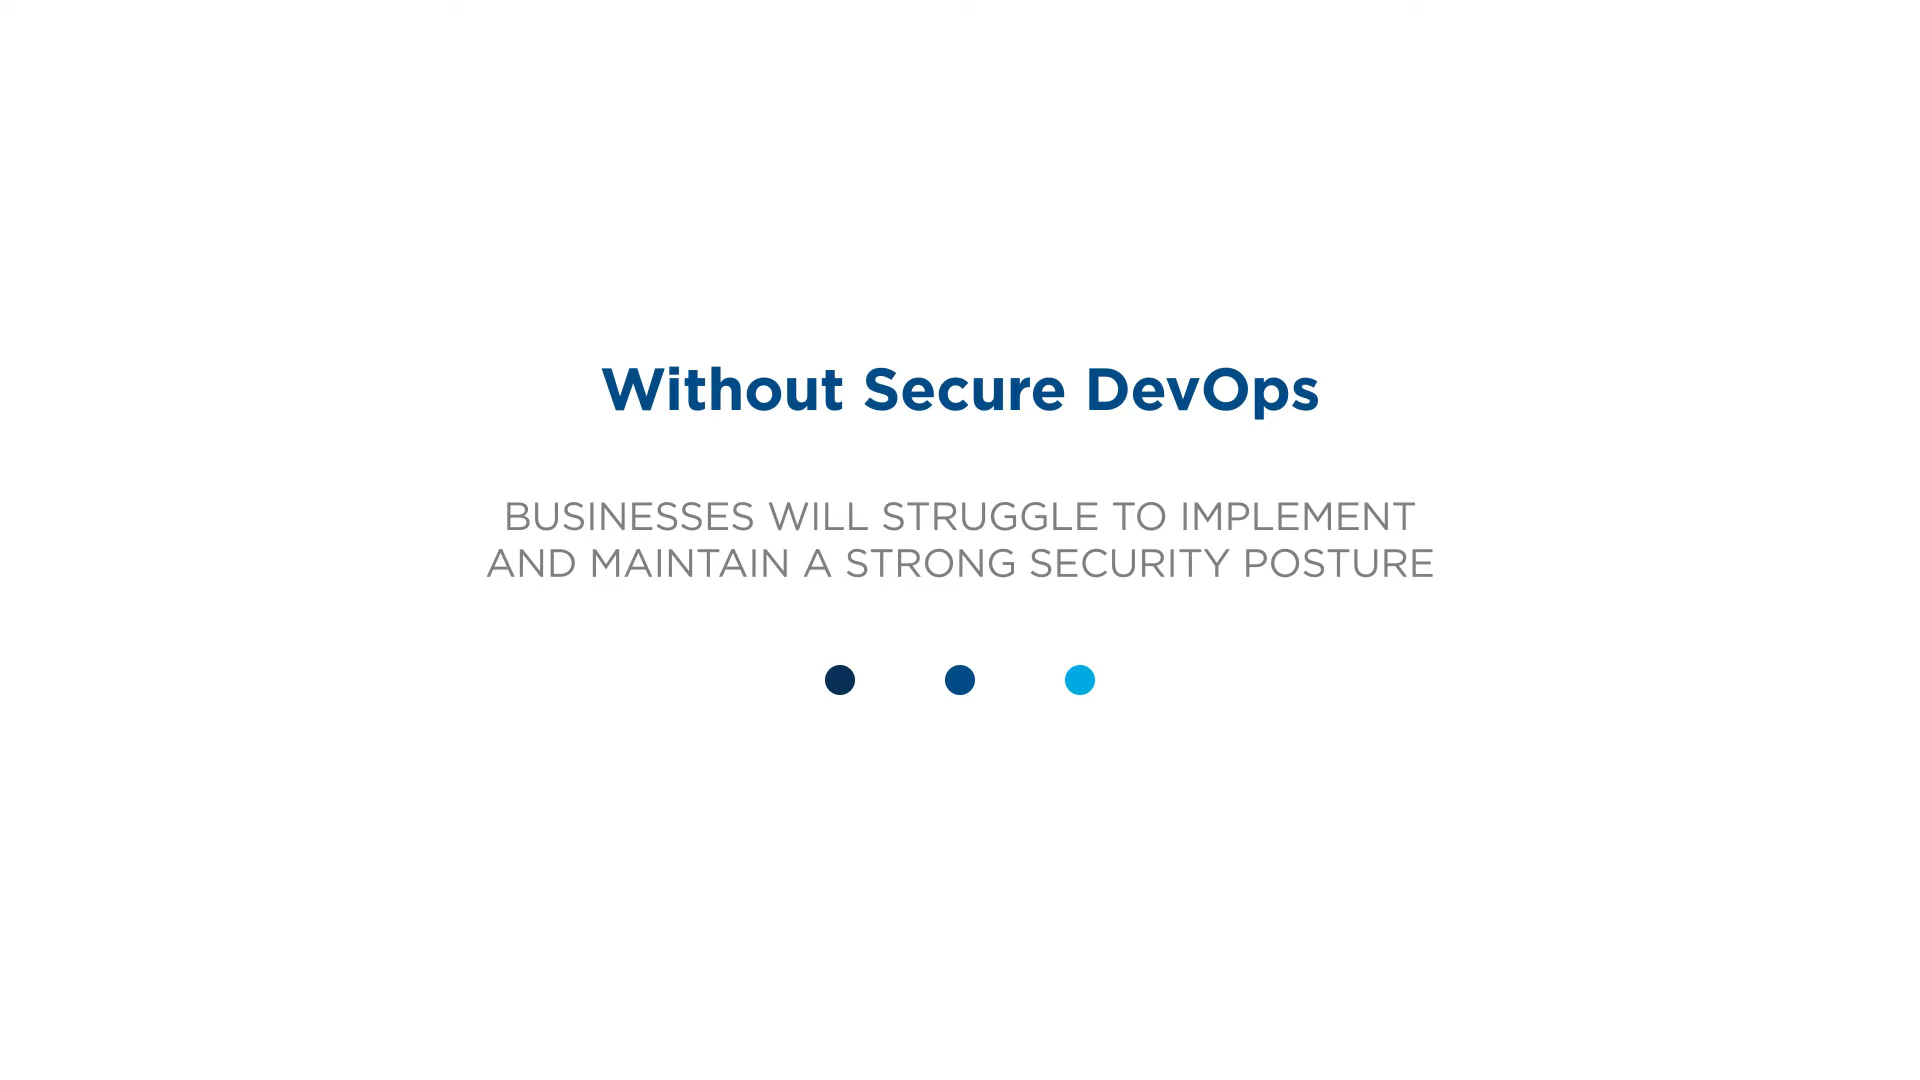 Without Secure DevOps
BUSINESSES WILL STRUGGLE TO IMPLEMENT
AND MAINTAIN A STRONG SECURITY POSTURE